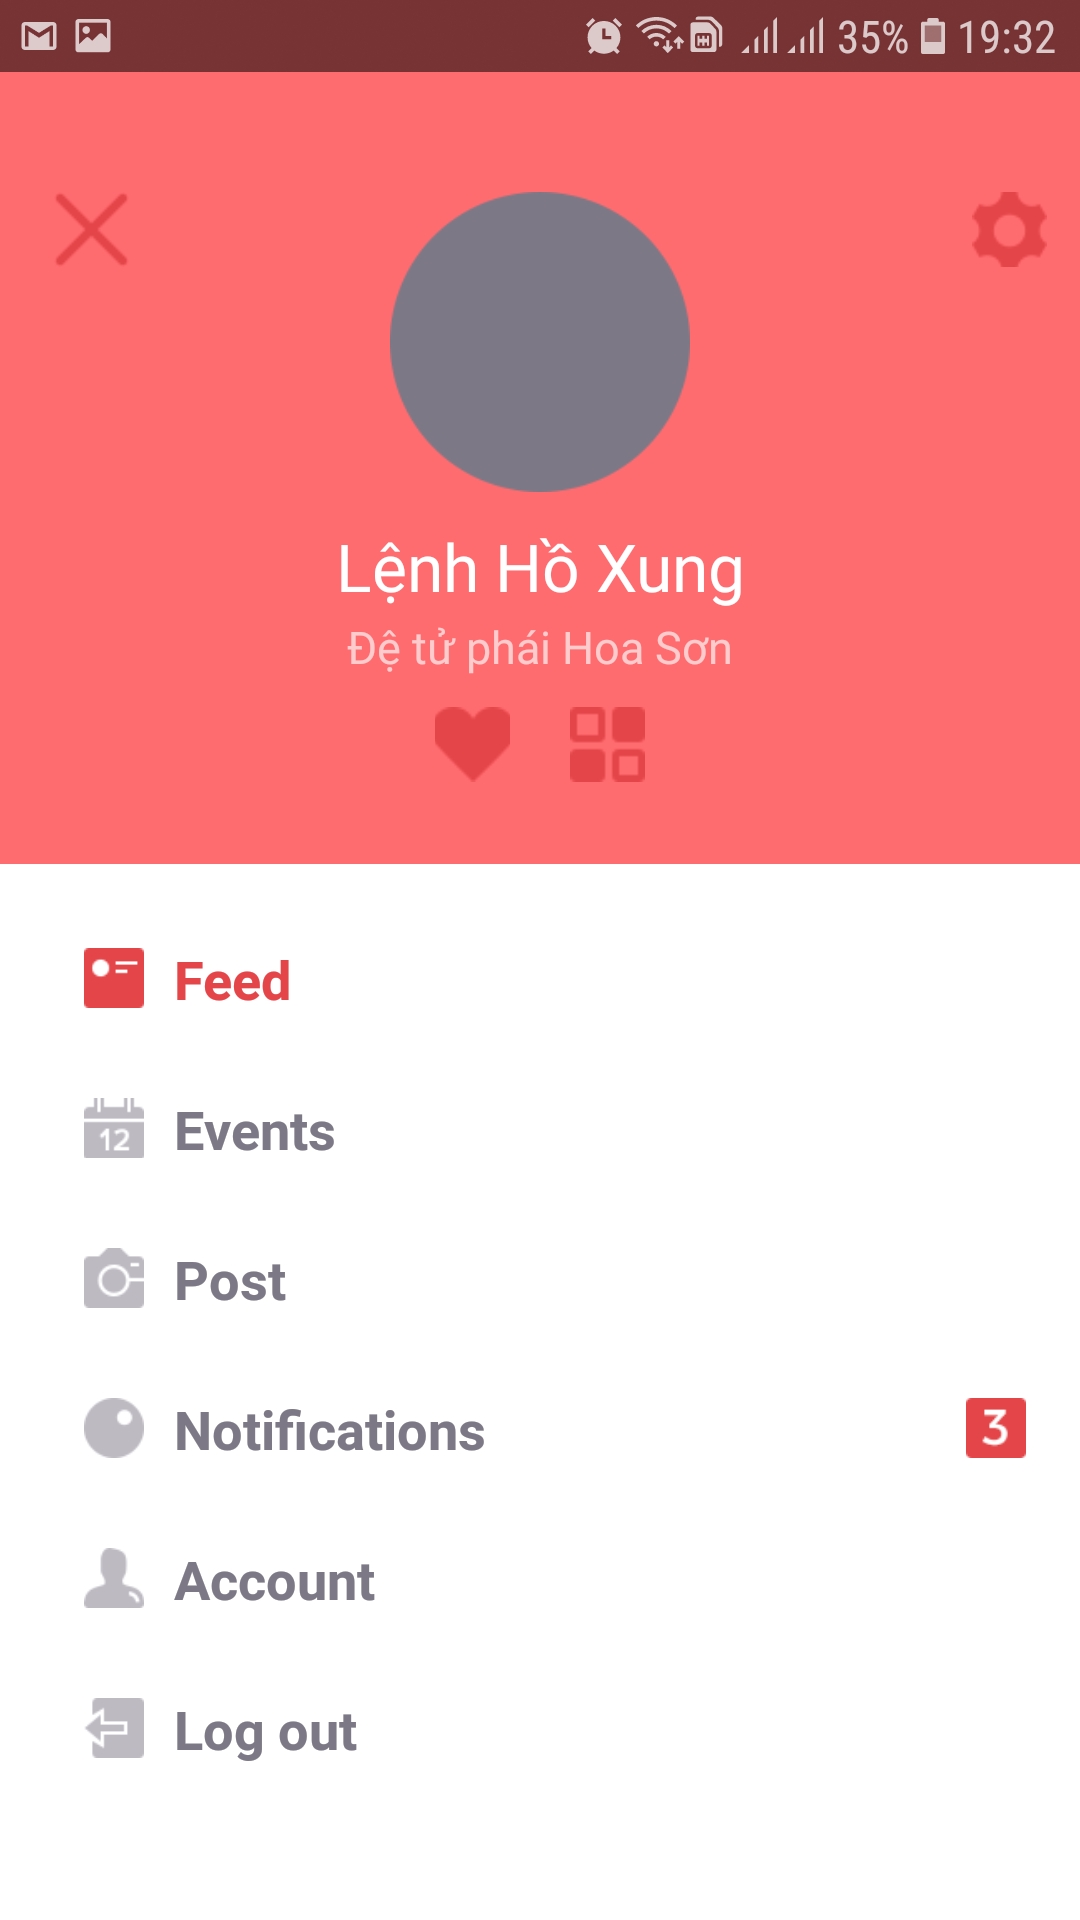 35% 19:32
Lệnh Hồ Xung
Đệ tử phái Hoa Sơn
Feed
12
Events
Post
Notifications
3
Account
Log out